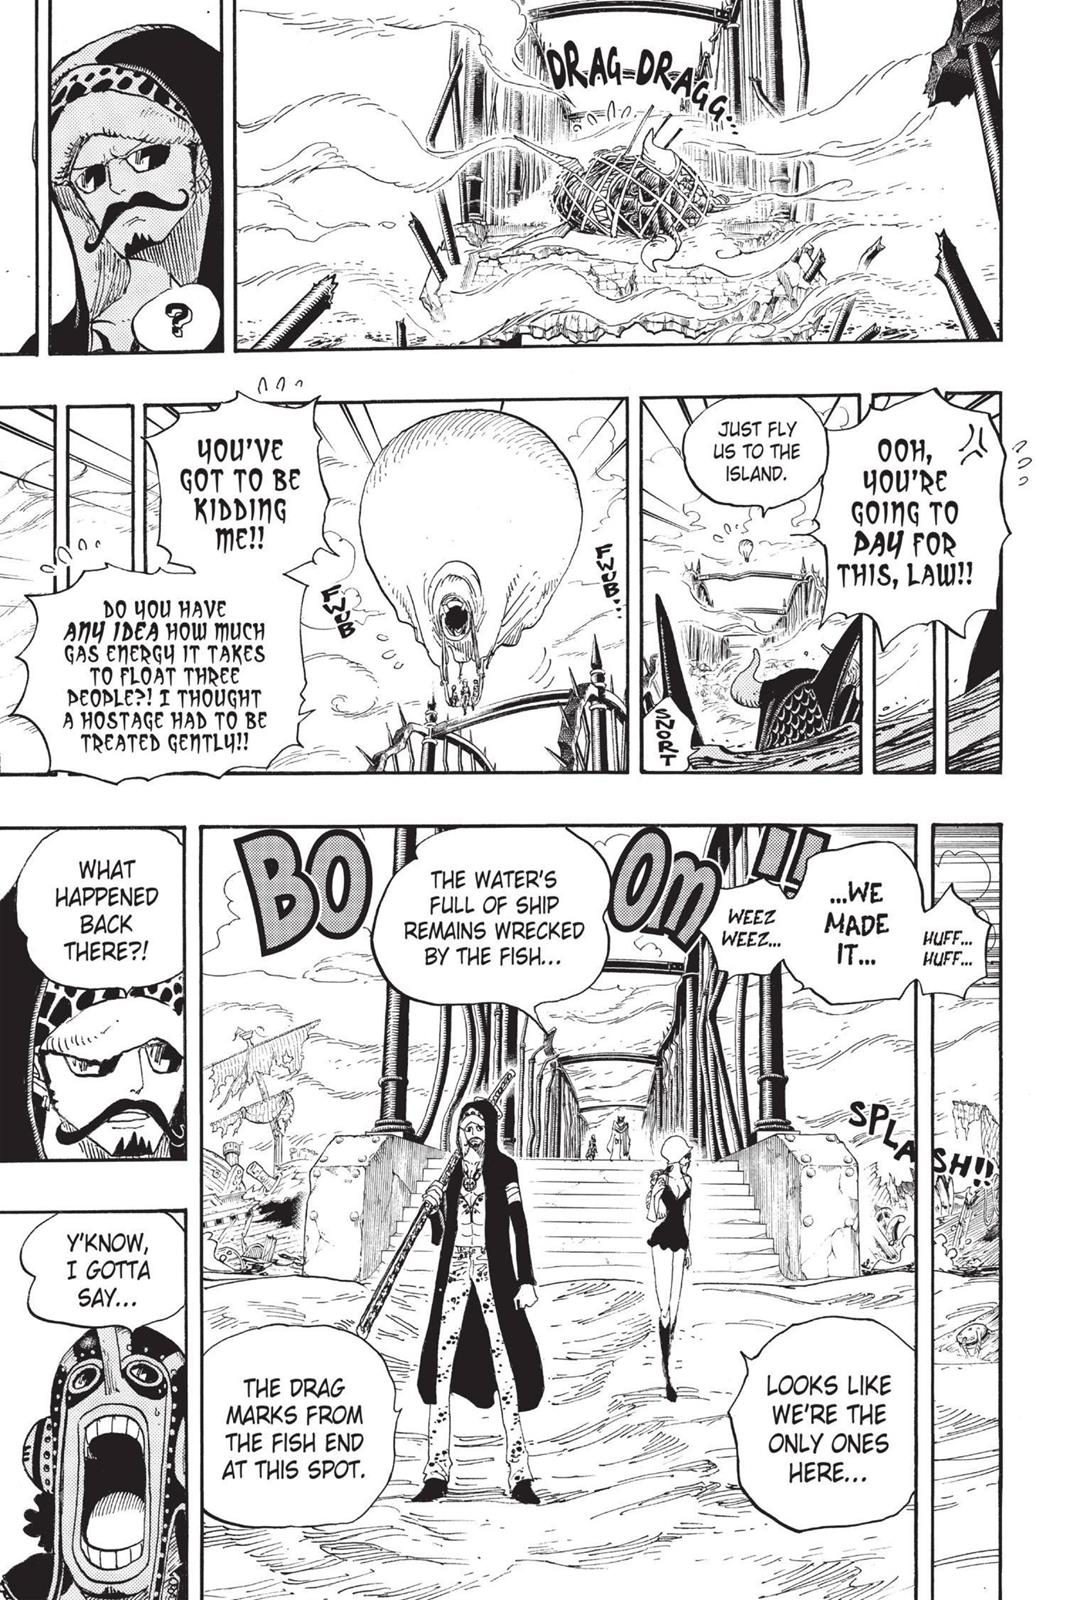 DRAG-DRAGG...
?
OOH,
YOU'RE
GOING TO
PAY FOR
THIS, LAW!!
JUST FLY
US TO THE
ISLAND.
SNORT
FWUB...
FWUB
YOU'VE
GOT TO BE
KIDDING
ME!!
DO YOU HAVE
ANY IDEA HOW MUCH
GAS ENERGY IT TAKES
TO FLOAT THREE
PEOPLE?! I THOUGHT
A HOSTAGE HAD TO BE
TREATED GENTLY!!
HUFF...
HUFF...
...WE
MADE
IT...
WEEZ
WEEZ...
BOOM!!
THE WATER'S
FULL OF SHIP
REMAINS WRECKED
BY THE FISH...
SPLASH!!
LOOKS LIKE
WE'RE THE
ONLY ONES
HERE...
THE DRAG
MARKS FROM
THE FISH END
AT THIS SPOT.
WHAT
HAPPENED
BACK
THERE?!
Y'KNOW,
I GOTTA
SAY...